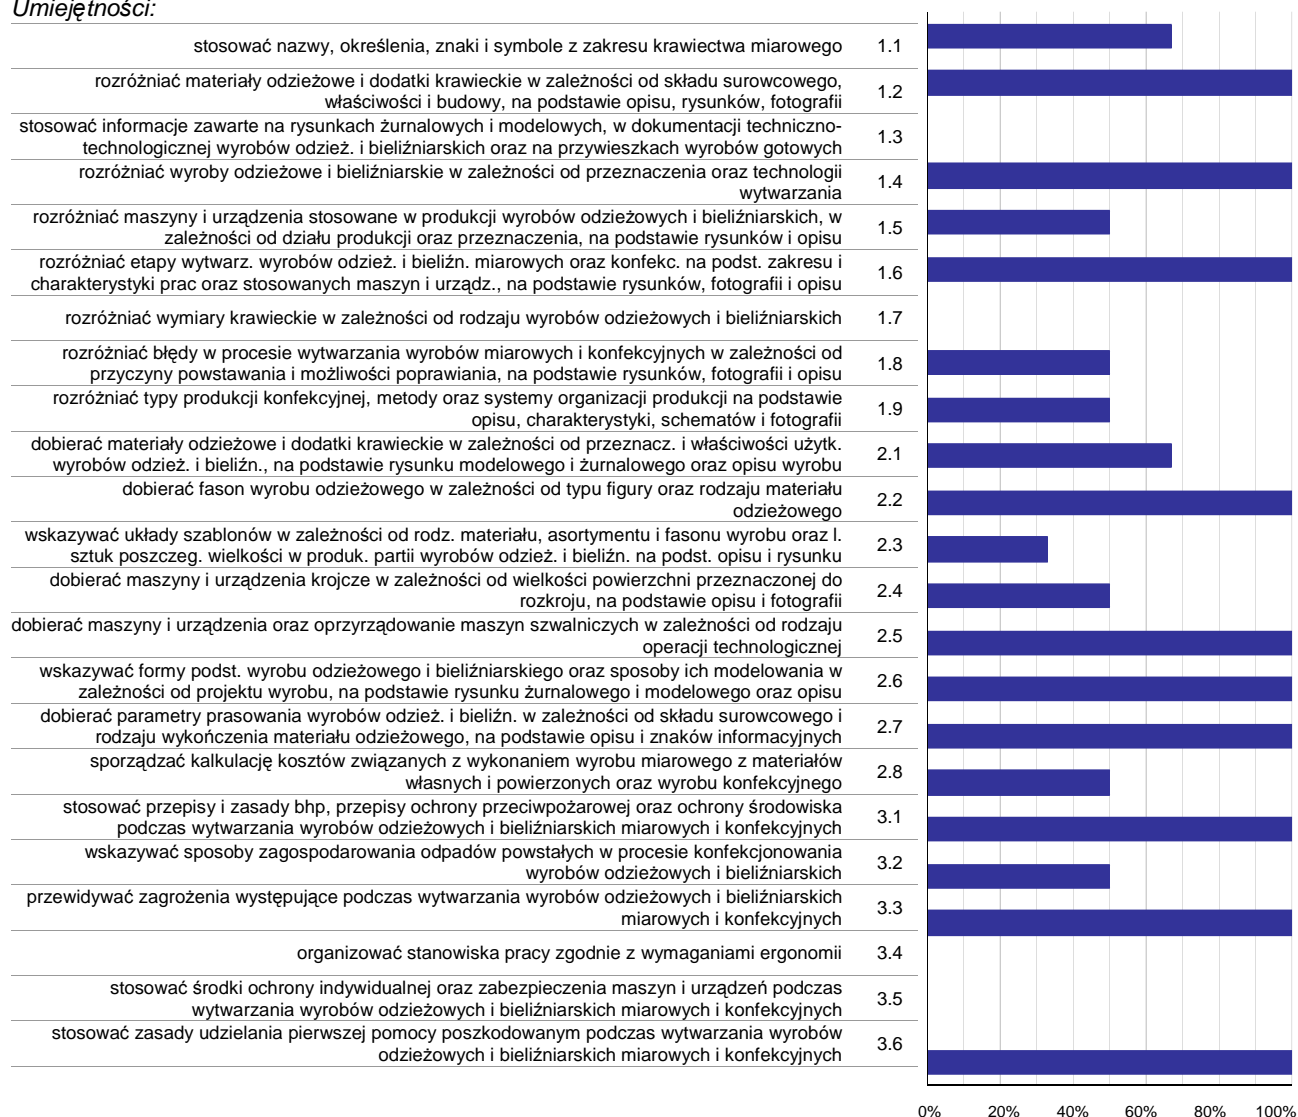 Umiejętności:
stosować nazwy, określenia, znaki i symbole z zakresu krawiectwa miarowego 1.1
rozróżniać materiały odzieżowe i dodatki krawieckie w zależności od składu surowcowego,
właściwości i budowy, na podstawie opisu, rysunków, fotografii 1.2
stosować informacje zawarte na rysunkach żurnalowych i modelowych, w dokumentacji techniczno-
technologicznej wyrobów odzież. i bieliźniarskich oraz na przywieszkach wyrobów gotowych 1.3
rozróżniać wyroby odzieżowe i bieliźniarskie w zależności od przeznaczenia oraz technologii
wytwarzania 1.4
rozróżniać maszyny i urządzenia stosowane w produkcji wyrobów odzieżowych i bieliźniarskich, w
zależności od działu produkcji oraz przeznaczenia, na podstawie rysunków i opisu 1.5
rozróżniać etapy wytwarz. wyrobów odzież. i bieliźn. miarowych oraz konfekc. na podst. zakresu i
charakterystyki prac oraz stosowanych maszyn i urządz., na podstawie rysunków, fotografii i opisu 1.6
rozróżniać wymiary krawieckie w zależności od rodzaju wyrobów odzieżowych i bieliźniarskich 1.7
rozróżniać błędy w procesie wytwarzania wyrobów miarowych i konfekcyjnych w zależności od
przyczyny powstawania i możliwości poprawiania, na podstawie rysunków, fotografii i opisu 1.8
rozróżniać typy produkcji konfekcyjnej, metody oraz systemy organizacji produkcji na podstawie
opisu, charakterystyki, schematów i fotografii 1.9
dobierać materiały odzieżowe i dodatki krawieckie w zależności od przeznacz. i właściwości użytk.
wyrobów odzież. i bieliźn., na podstawie rysunku modelowego i żurnalowego oraz opisu wyrobu 2.1
dobierać fason wyrobu odzieżowego w zależności od typu figury oraz rodzaju materiału
odzieżowego 2.2
wskazywać układy szablonów w zależności od rodz. materiału, asortymentu i fasonu wyrobu oraz l.
sztuk poszczeg. wielkości w produk. partii wyrobów odzież. i bieliźn. na podst. opisu i rysunku 2.3
dobierać maszyny i urządzenia krojcze w zależności od wielkości powierzchni przeznaczonej do
rozkroju, na podstawie opisu i fotografii 2.4
dobierać maszyny i urządzenia oraz oprzyrządowanie maszyn szwalniczych w zależności od rodzaju
operacji technologicznej 2.5
wskazywać formy podst. wyrobu odzieżowego i bieliźniarskiego oraz sposoby ich modelowania w
zależności od projektu wyrobu, na podstawie rysunku żurnalowego i modelowego oraz opisu 2.6
dobierać parametry prasowania wyrobów odzież. i bieliźn. w zależności od składu surowcowego i
rodzaju wykończenia materiału odzieżowego, na podstawie opisu i znaków informacyjnych 2.7
sporządzać kalkulację kosztów związanych z wykonaniem wyrobu miarowego z materiałów
własnych i powierzonych oraz wyrobu konfekcyjnego 2.8
stosować przepisy i zasady bhp, przepisy ochrony przeciwpożarowej oraz ochrony środowiska
podczas wytwarzania wyrobów odzieżowych i bieliźniarskich miarowych i konfekcyjnych 3.1
wskazywać sposoby zagospodarowania odpadów powstałych w procesie konfekcjonowania
wyrobów odzieżowych i bieliźniarskich 3.2
przewidywać zagrożenia występujące podczas wytwarzania wyrobów odzieżowych i bieliźniarskich
miarowych i konfekcyjnych 3.3
organizować stanowiska pracy zgodnie z wymaganiami ergonomii 3.4
stosować środki ochrony indywidualnej oraz zabezpieczenia maszyn i urządzeń podczas
wytwarzania wyrobów odzieżowych i bieliźniarskich miarowych i konfekcyjnych 3.5
stosować zasady udzielania pierwszej pomocy poszkodowanym podczas wytwarzania wyrobów
odzieżowych i bieliźniarskich miarowych i konfekcyjnych 3.6
0% 20% 40% 60% 80% 100%